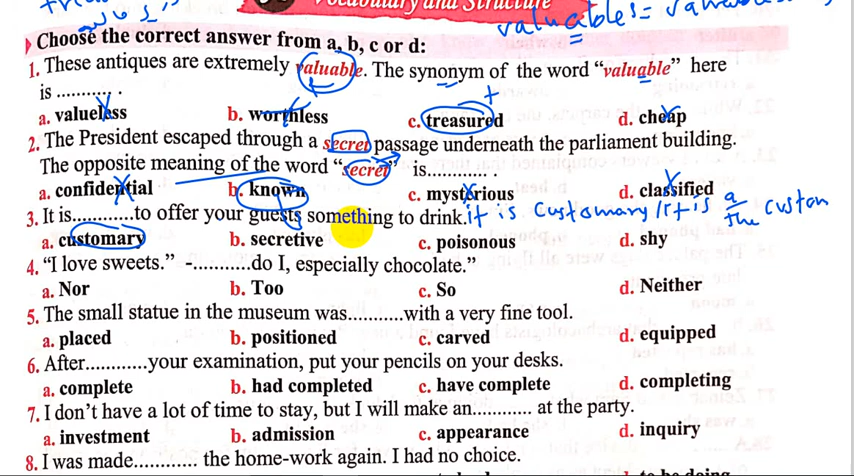 Vocabulary and Structure
valuables =
Choose the correct answer from a, b, c or d:
1. These antiques are extremely valuable. The synonym of the word “valuable” here
is ........... .
a. valueless b. worthless c. treasured d. cheap
2. The President escaped through a secret passage underneath the parliament building.
The opposite meaning of the word “secret” is............ .
a. confidential b. known c. mysterious d. classified
3. It is............to offer your guests something to drink. it is customary / it is a
the custom
a. customary b. secretive c. poisonous d. shy
4. “I love sweets.” -...........do I, especially chocolate.”
a. Nor b. Too c. So d. Neither
5. The small statue in the museum was..........with a very fine tool.
a. placed b. positioned c. carved d. equipped
6. After............your examination, put your pencils on your desks.
a. complete b. had completed c. have complete d. completing
7. I don’t have a lot of time to stay, but I will make an............ at the party.
a. investment b. admission c. appearance d. inquiry
8. I was made............ the home-work again. I had no choice.